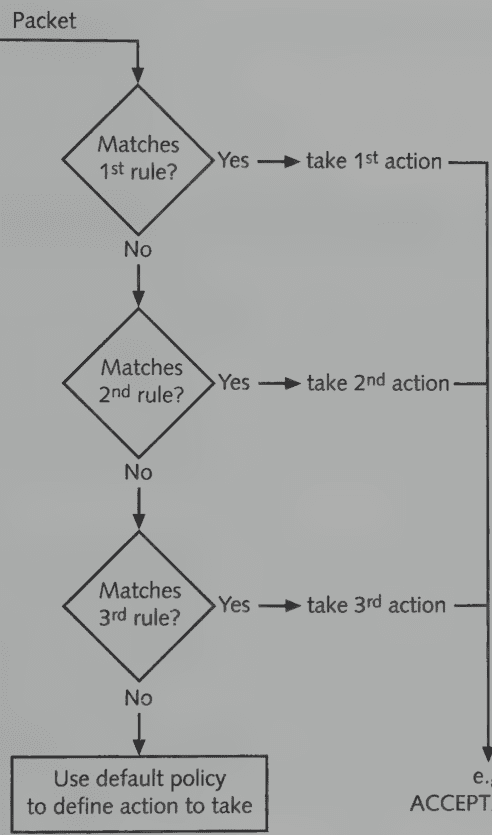 Packet
Matches
1st rule?
Yes
take 1st action
No
Matches
2nd rule?
Yes
take 2nd action
No
Matches
3rd rule?
Yes
take 3rd action
No
Use default policy
to define action to take
e.
ACCEPT